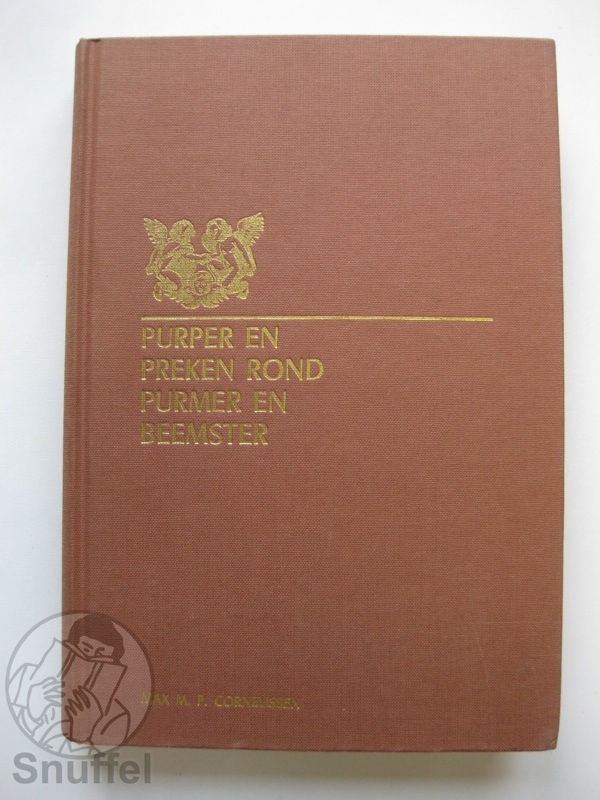 PURPER EN
PREKEN ROND
PURMER EN
BEEMSTER
MAX M. P. CORNELISSEN
Snuffel